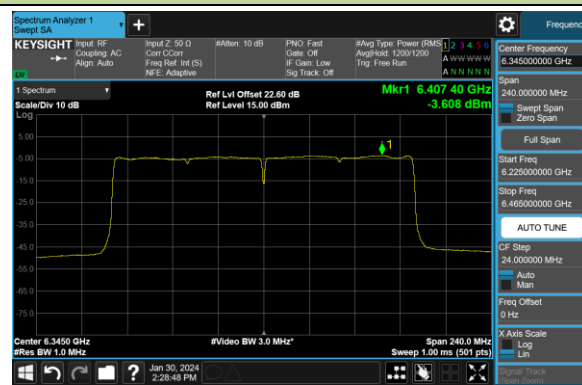 Spectrum Analyzer 1
Swept SA
Frequen
KEYSIGHT
Input: RF
Coupling: AC
Align: Auto
Input Z: 50 Ω
Corr CCorr
Freq Ref: Int (S)
NFE: Adaptive
#Atten: 10 dB
PNO: Fast
Gate: Off
IF Gain: Low
Sig Track: Off
#Avg Type: Power (RMS
Avg|Hold: 1200/1200
Trig: Free Run
1 2 3 4 5 6
A W W W W W
A N N N N N
LXI
1 Spectrum
Scale/Div 10 dB
Log
Ref Lvl Offset 22.60 dB
Ref Level 15.00 dBm
Mkr1 6.407 40 GHz
-3.608 dBm
1
5.00
-5.00
-15.0
-25.0
-35.0
-45.0
-55.0
-65.0
-75.0
Center 6.3450 GHz
#Res BW 1.0 MHz
#Video BW 3.0 MHz*
Span 240.0 MHz
Sweep 1.00 ms (501 pts)
Jan 30, 2024
2:28:48 PM
Center Frequency
6.345000000 GHz
Span
240.000000 MHz
Swept Span
Zero Span
Full Span
Start Freq
6.225000000 GHz
Stop Freq
6.465000000 GHz
AUTO TUNE
CF Step
24.000000 MHz
Auto
Man
Freq Offset
0 Hz
X Axis Scale
Log
Lin
Signal Track
(Span Zoom)